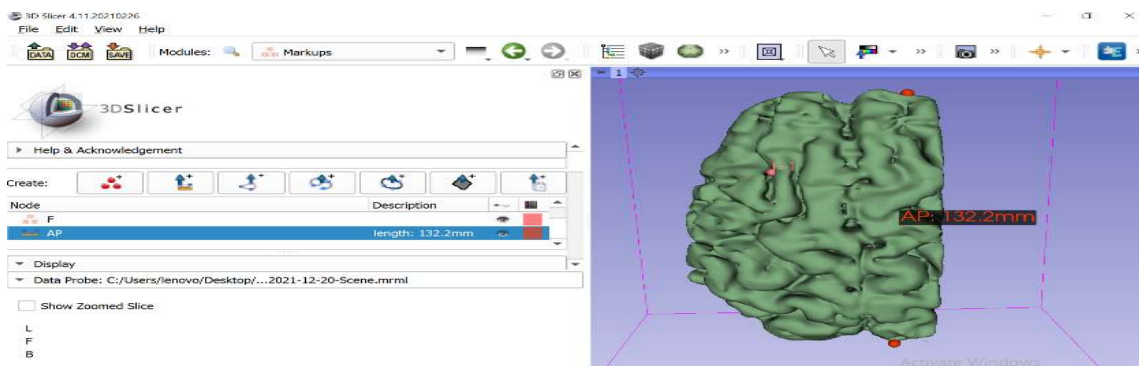 3D Slicer 4.11.20210226
File Edit View Help
DATA DCM SAVE Modules: Markups
1
3DSlicer
Help & Acknowledgement
Create:
Node Description
F
AP length: 132.2mm
AP: 132.2mm
Display
Data Probe: C:/Users/lenovo/Desktop/...2021-12-20-Scene.mrml
Show Zoomed Slice
L
F
B
Activate Windows